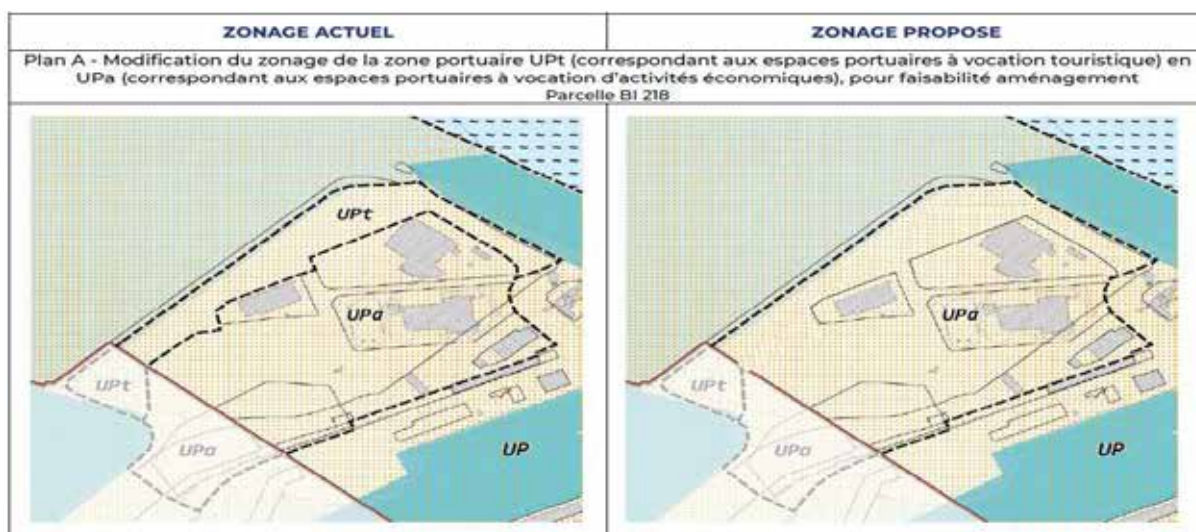 ZONAGE ACTUEL
ZONAGE PROPOSE
Plan A - Modification du zonage de la zone portuaire UPt (correspondant aux espaces portuaires à vocation touristique) en
UPa (correspondant aux espaces portuaires à vocation d'activités économiques), pour faisabilité aménagement
Parcelle BI 218
UPt
UPa
UPt
UPa
UP
UPa
UPt
UPa
UP